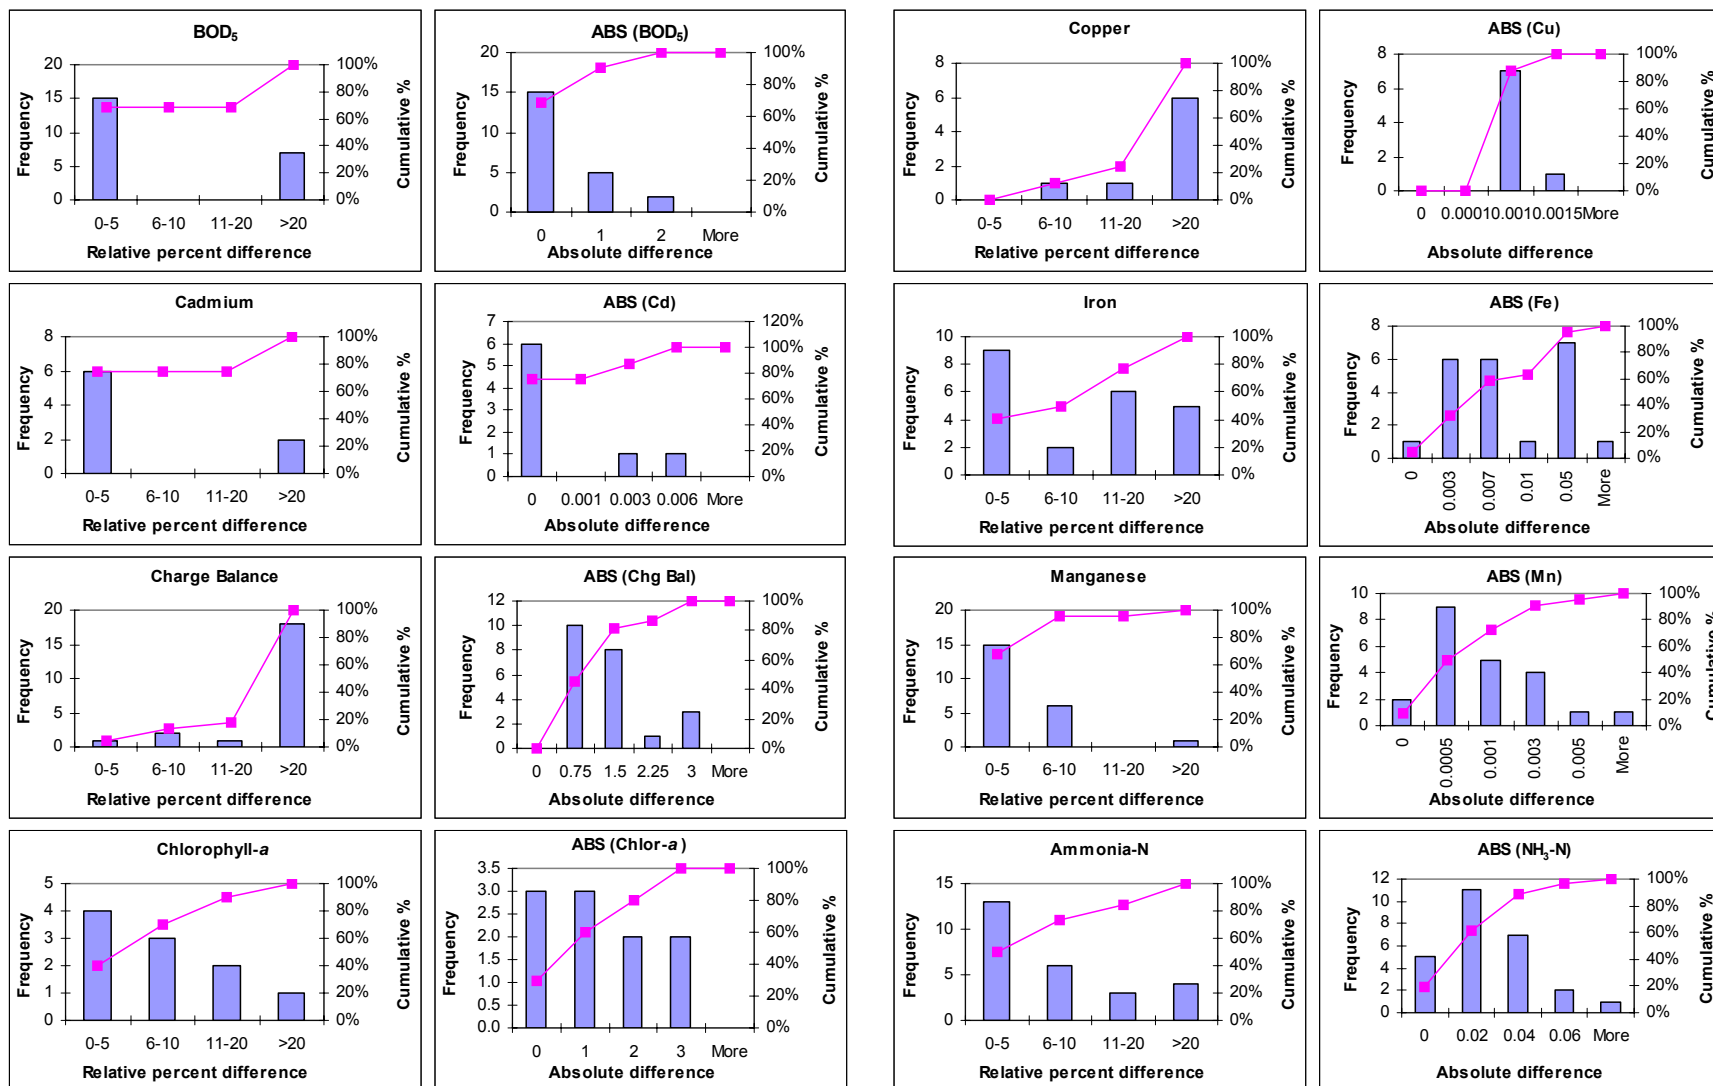 BOD5
20
15
10
5
0
Frequency
100%
80%
60%
40%
20%
0%
Cumulative %
0-5 6-10 11-20 >20
Relative percent difference
ABS (BOD5)
20
15
10
5
0
Frequency
100%
80%
60%
40%
20%
0%
Cumulative %
0 1 2 More
Absolute difference
Copper
8
6
4
2
0
Frequency
100%
80%
60%
40%
20%
0%
Cumulative %
0-5 6-10 11-20 >20
Relative percent difference
ABS (Cu)
8
6
4
2
0
Frequency
100%
80%
60%
40%
20%
0%
Cumulative %
0 0.0001 0.001 0.0015 More
Absolute difference
Cadmium
8
6
4
2
0
Frequency
100%
80%
60%
40%
20%
0%
Cumulative %
0-5 6-10 11-20 >20
Relative percent difference
ABS (Cd)
7
6
5
4
3
2
1
0
Frequency
120%
100%
80%
60%
40%
20%
0%
Cumulative %
0 0.001 0.003 0.006 More
Absolute difference
Iron
10
8
6
4
2
0
Frequency
100%
80%
60%
40%
20%
0%
Cumulative %
0-5 6-10 11-20 >20
Relative percent difference
ABS (Fe)
8
6
4
2
0
Frequency
100%
80%
60%
40%
20%
0%
Cumulative %
0 0.003 0.007 0.01 0.05 More
Absolute difference
Charge Balance
20
15
10
5
0
Frequency
100%
80%
60%
40%
20%
0%
Cumulative %
0-5 6-10 11-20 >20
Relative percent difference
ABS (Chg Bal)
12
10
8
6
4
2
0
Frequency
100%
80%
60%
40%
20%
0%
Cumulative %
0 0.75 1.5 2.25 3 More
Absolute difference
Manganese
20
15
10
5
0
Frequency
100%
80%
60%
40%
20%
0%
Cumulative %
0-5 6-10 11-20 >20
Relative percent difference
ABS (Mn)
10
8
6
4
2
0
Frequency
100%
80%
60%
40%
20%
0%
Cumulative %
0 0.0005 0.001 0.003 0.005 More
Absolute difference
Chlorophyll-a
5
4
3
2
1
0
Frequency
100%
80%
60%
40%
20%
0%
Cumulative %
0-5 6-10 11-20 >20
Relative percent difference
ABS (Chlor-a )
3.5
3.0
2.5
2.0
1.5
1.0
0.5
0.0
Frequency
100%
80%
60%
40%
20%
0%
Cumulative %
0 1 2 3 More
Absolute difference
Ammonia-N
15
10
5
0
Frequency
100%
80%
60%
40%
20%
0%
Cumulative %
0-5 6-10 11-20 >20
Relative percent difference
ABS (NH3-N)
12
10
8
6
4
2
0
Frequency
100%
80%
60%
40%
20%
0%
Cumulative %
0 0.02 0.04 0.06 More
Absolute difference